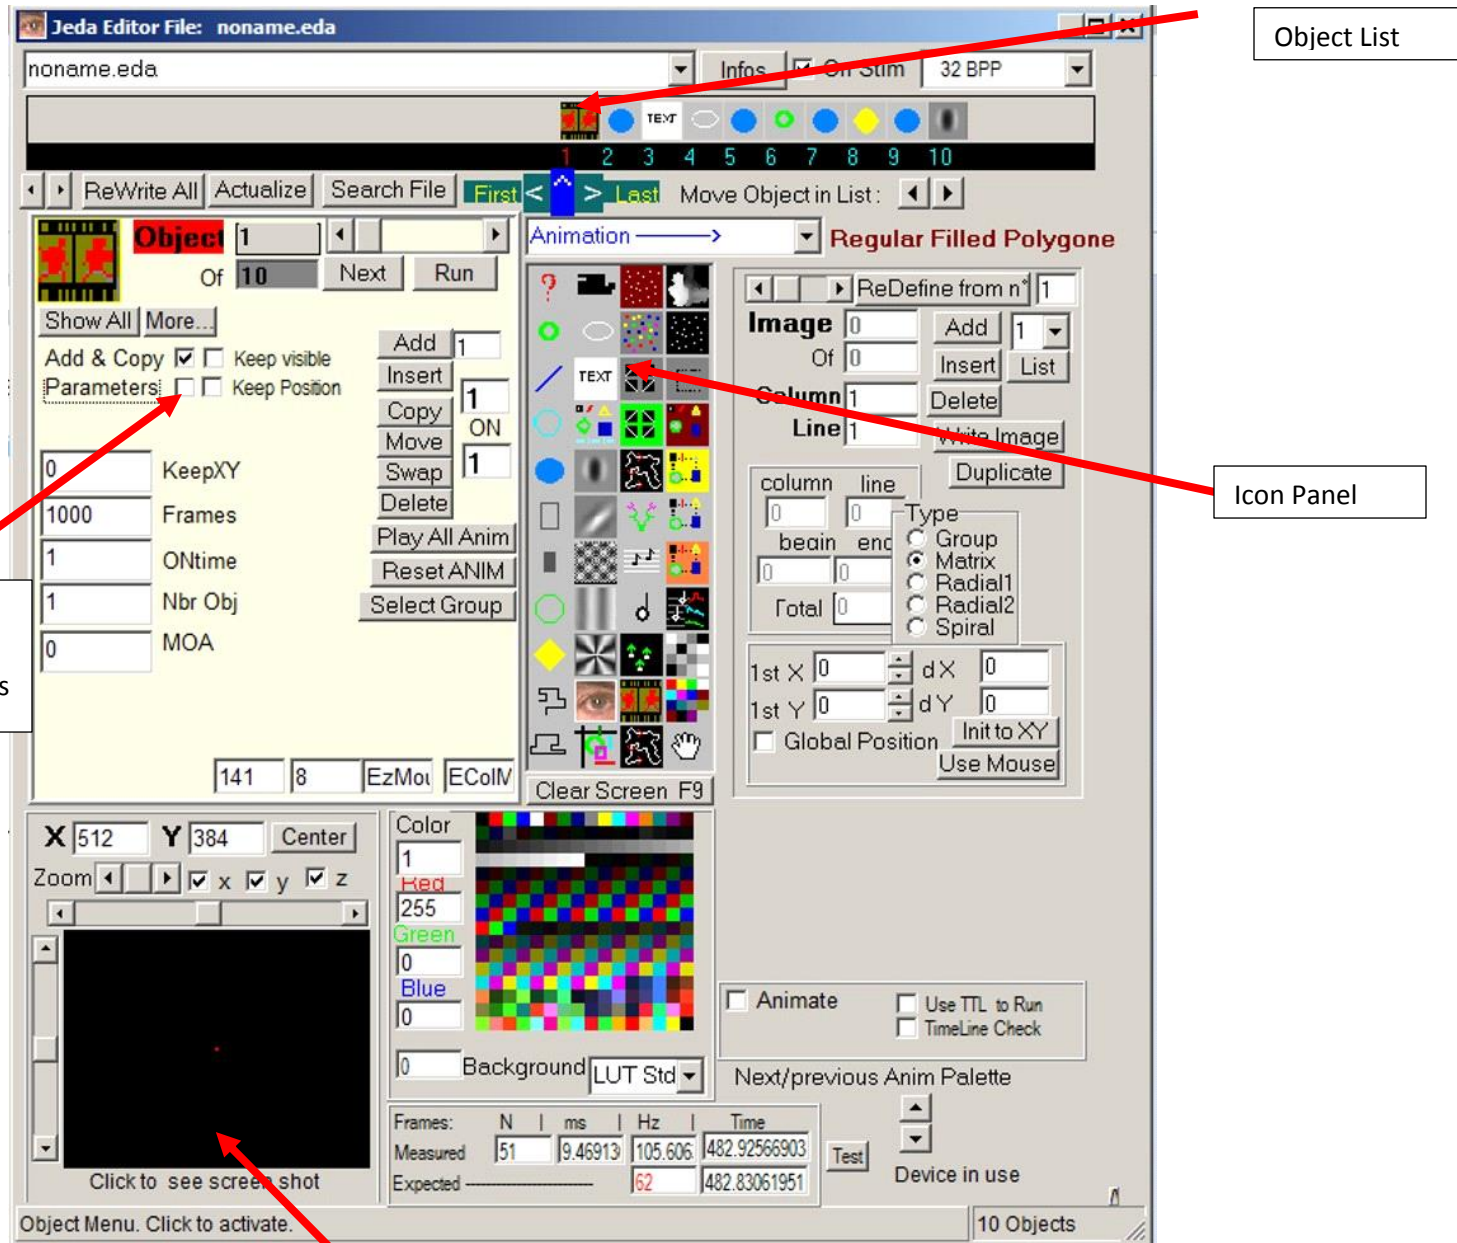 Jeda Editor File: noname.eda
Object List
noname.eda
Infos
On Stim
32 BPP
TEXT
1 2 3 4 5 6 7 8 9 10
ReWrite All
Actualize
Search File
First
<
^
>
Last
Move Object in List :
Object
1
Of
10
Next
Run
Show All
More...
Add & Copy
Keep visible
Parameters
Keep Position
Add
1
Insert
Copy
1
Move
ON
Swap
1
Delete
Play All Anim
Reset ANIM
Select Group
0
KeepXY
1000
Frames
1
ONtime
1
Nbr Obj
0
MOA
141
8
EzMou
EColM
s
Animation ———>
Regular Filled Polygone
?
TEXT
Clear Screen F9
ReDefine from n°
1
Image
0
Add
1
Of
0
Insert
List
Column
1
Delete
Line
1
Write Image
Duplicate
Icon Panel
column line
0
0
begin end
0
0
Total
0
Type
Group
Matrix
Radial1
Radial2
Spiral
1st X
0
d X
0
1st Y
0
d Y
0
Global Position
Init to XY
Use Mouse
X
512
Y
384
Center
Zoom
x
y
z
Click to see screen shot
Color
1
Red
255
Green
0
Blue
0
0
Background
LUT Std
Animate
Use TTL to Run
TimeLine Check
Next/previous Anim Palette
Device in use
Frames: N | ms | Hz | Time
Measured 51 9.46913 105.606 482.92566903
Expected ------------------------ 62 482.83061951
Test
Object Menu. Click to activate.
10 Objects